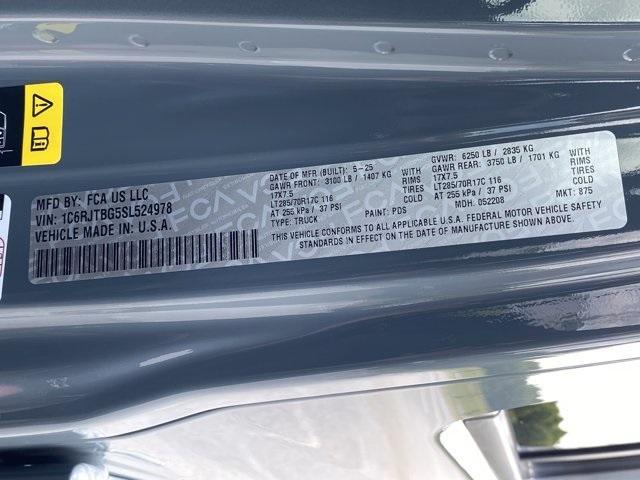 MFD BY: FCA US LLC
VIN: 1C6RJTBG5SL524978
VEHICLE MADE IN: U.S.A.
DATE OF MFR (BUILT): 5-25
GAWR FRONT: 3100 LB / 1407 KG WITH
17X7.5 RIMS
LT285/70R17C 116 TIRES
AT 255 kPa / 37 PSI
TYPE: TRUCK PAINT: PDS MDH: 052208 MKT: 875
GVWR: 6250 LB / 2835 KG
GAWR REAR: 3750 LB / 1701 KG WITH
17X7.5 RIMS
LT285/70R17C 116 TIRES
AT 255 kPa / 37 PSI
THIS VEHICLE CONFORMS TO ALL APPLICABLE U.S.A. FEDERAL MOTOR VEHICLE SAFETY
STANDARDS IN EFFECT ON THE DATE OF MANUFACTURE SHOWN ABOVE.